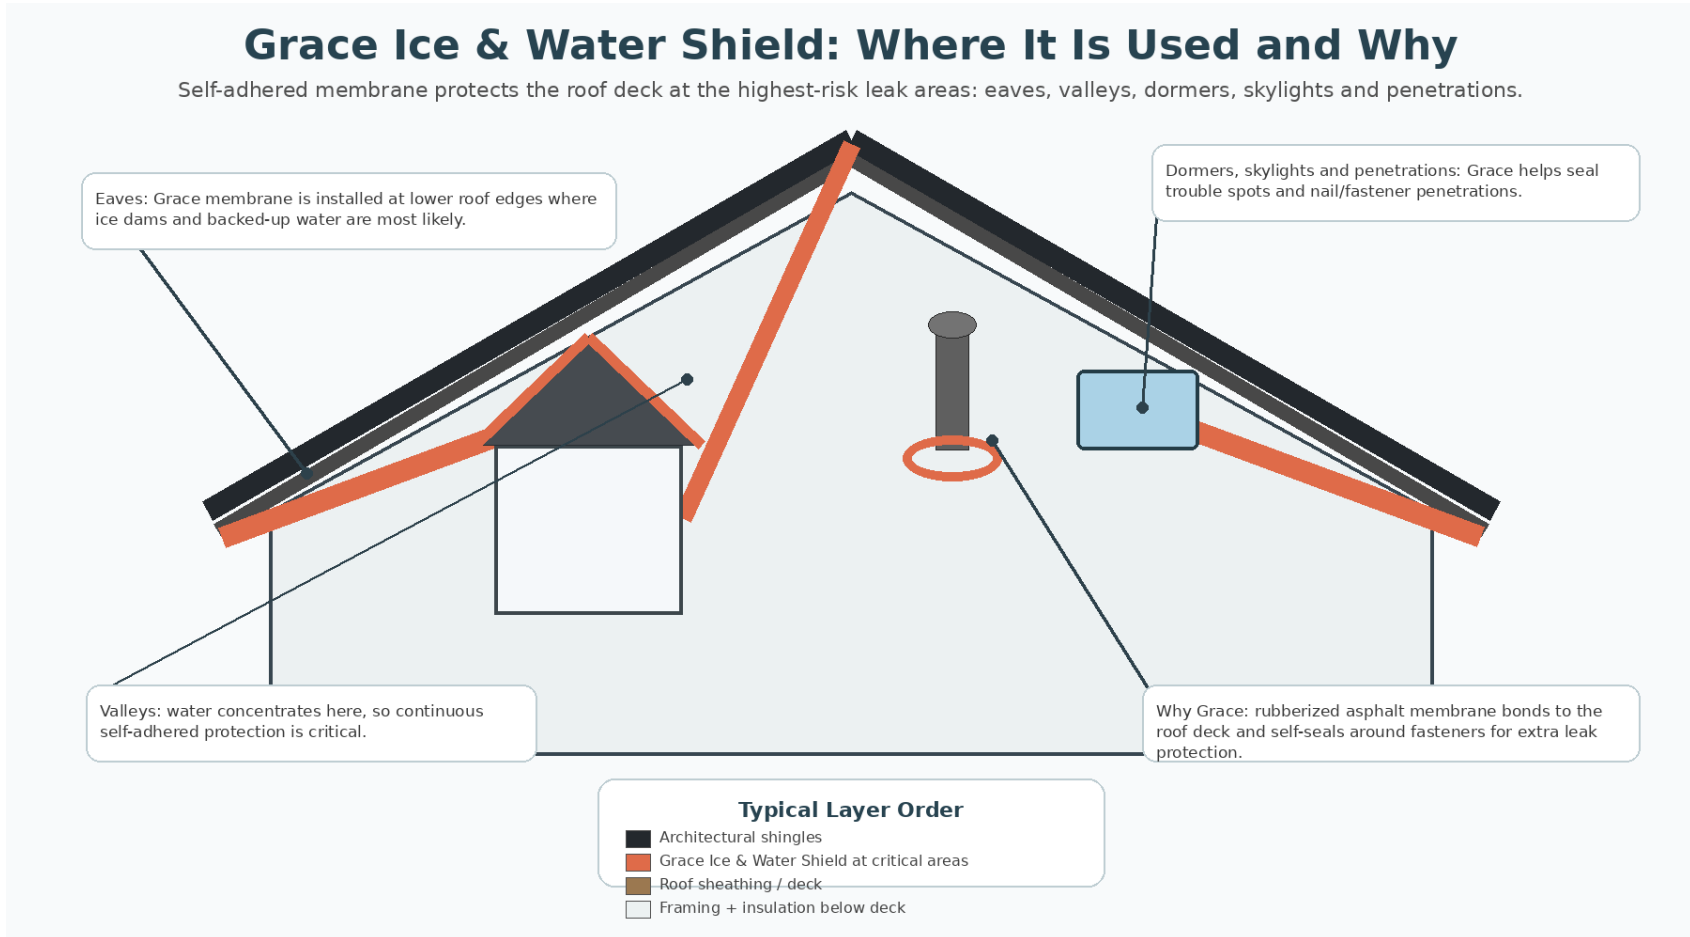 Grace Ice & Water Shield: Where It Is Used and Why
Self-adhered membrane protects the roof deck at the highest-risk leak areas: eaves, valleys, dormers, skylights and penetrations.
Eaves: Grace membrane is installed at lower roof edges where
ice dams and backed-up water are most likely.
Dormers, skylights and penetrations: Grace helps seal
trouble spots and nail/fastener penetrations.
Valleys: water concentrates here, so continuous
self-adhered protection is critical.
Why Grace: rubberized asphalt membrane bonds to the
roof deck and self-seals around fasteners for extra leak
protection.
Typical Layer Order
Architectural shingles
Grace Ice & Water Shield at critical areas
Roof sheathing / deck
Framing + insulation below deck